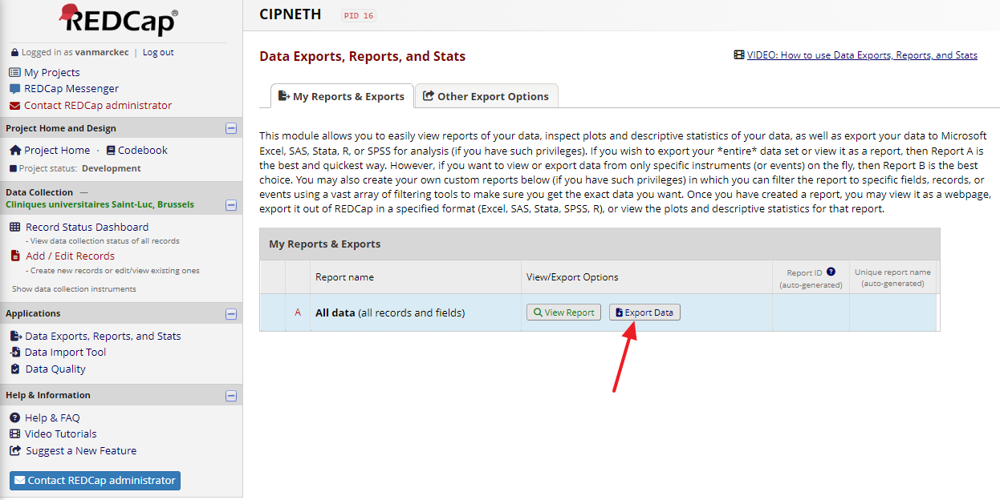 REDCap®
Logged in as vanmarckec | Log out
My Projects
REDCap Messenger
Contact REDCap administrator
Project Home and Design
Project Home · Codebook
Project status: Development
Data Collection
Cliniques universitaires Saint-Luc, Brussels
Record Status Dashboard
- View data collection status of all records
Add / Edit Records
- Create new records or edit/view existing ones
Show data collection instruments
Applications
Data Exports, Reports, and Stats
Data Import Tool
Data Quality
Help & Information
Help & FAQ
Video Tutorials
Suggest a New Feature
Contact REDCap administrator
CIPNETH PID 16
Data Exports, Reports, and Stats
VIDEO: How to use Data Exports, Reports, and Stats
My Reports & Exports
Other Export Options
This module allows you to easily view reports of your data, inspect plots and descriptive statistics of your data, as well as export your data to Microsoft
Excel, SAS, Stata, R, or SPSS for analysis (if you have such privileges). If you wish to export your *entire* data set or view it as a report, then Report A is
the best and quickest way. However, if you want to view or export data from only specific instruments (or events) on the fly, then Report B is the best
choice. You may also create your own custom reports below (if you have such privileges) in which you can filter the report to specific fields, records, or
events using a vast array of filtering tools to make sure you get the exact data you want. Once you have created a report, you may view it as a webpage,
export it out of REDCap in a specified format (Excel, SAS, Stata, SPSS, R), or view the plots and descriptive statistics for that report.
My Reports & Exports
Report name
View/Export Options
Report ID ?
(auto-generated)
Unique report name
(auto-generated)
A
All data (all records and fields)
View Report
Export Data